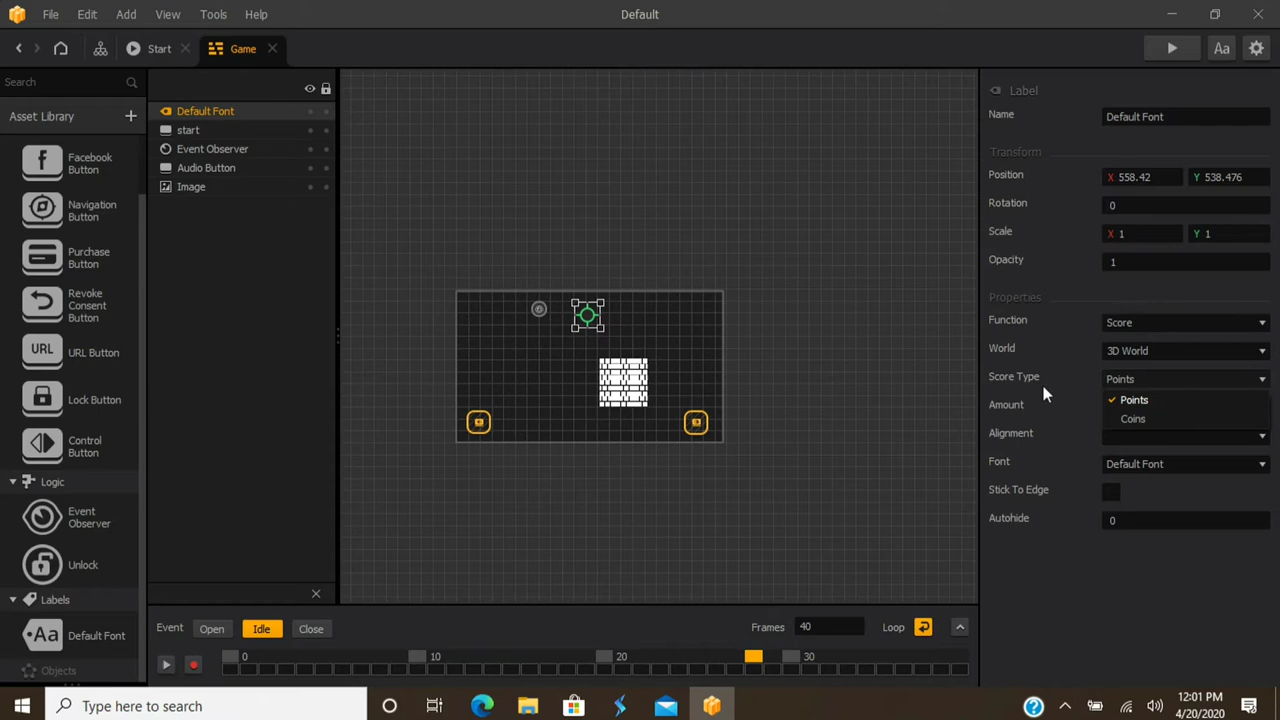 File Edit Add View Tools Help Default
Start Game Aa
Search
Asset Library +
Facebook
Button
Navigation
Button
Purchase
Button
Revoke
Consent
Button
URL URL Button
Lock Button
Control
Button
Logic
Event
Observer
Unlock
Labels
Aa Default Font
Objects
Default Font
start
Event Observer
Audio Button
Image
Label
Name Default Font
Transform
Position X 558.42 Y 538.476
Rotation 0
Scale X 1 Y 1
Opacity 1
Properties
Function Score
World 3D World
Score Type Points
Points
Amount
Coins
Alignment
Font Default Font
Stick To Edge
Autohide 0
Event Open Idle Close Frames 40 Loop
0 10 20 30
Type here to search
12:01 PM
4/20/2020